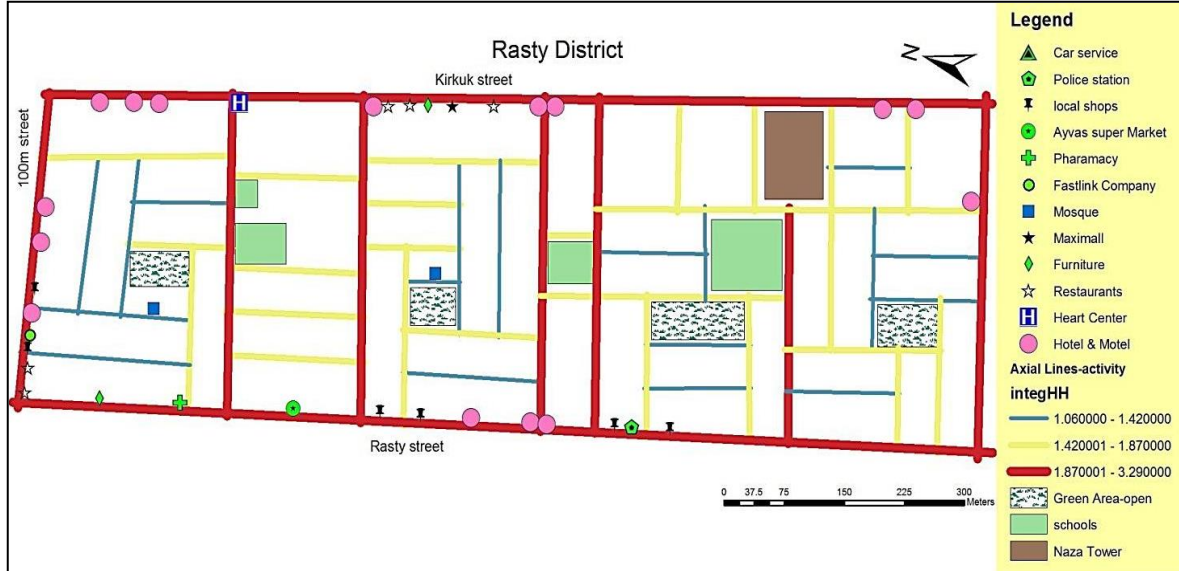 Rasty District
N
Kirkuk street
100m street
H
Rasty street
0 37.5 75 150 225 300
Meters
Legend
Car service
Police station
local shops
Ayvas super Market
Pharamacy
Fastlink Company
Mosque
Maximall
Furniture
Restaurants
H Heart Center
Hotel & Motel
Axial Lines-activity
integHH
1.060000 - 1.420000
1.420001 - 1.870000
1.870001 - 3.290000
Green Area-open
schools
Naza Tower